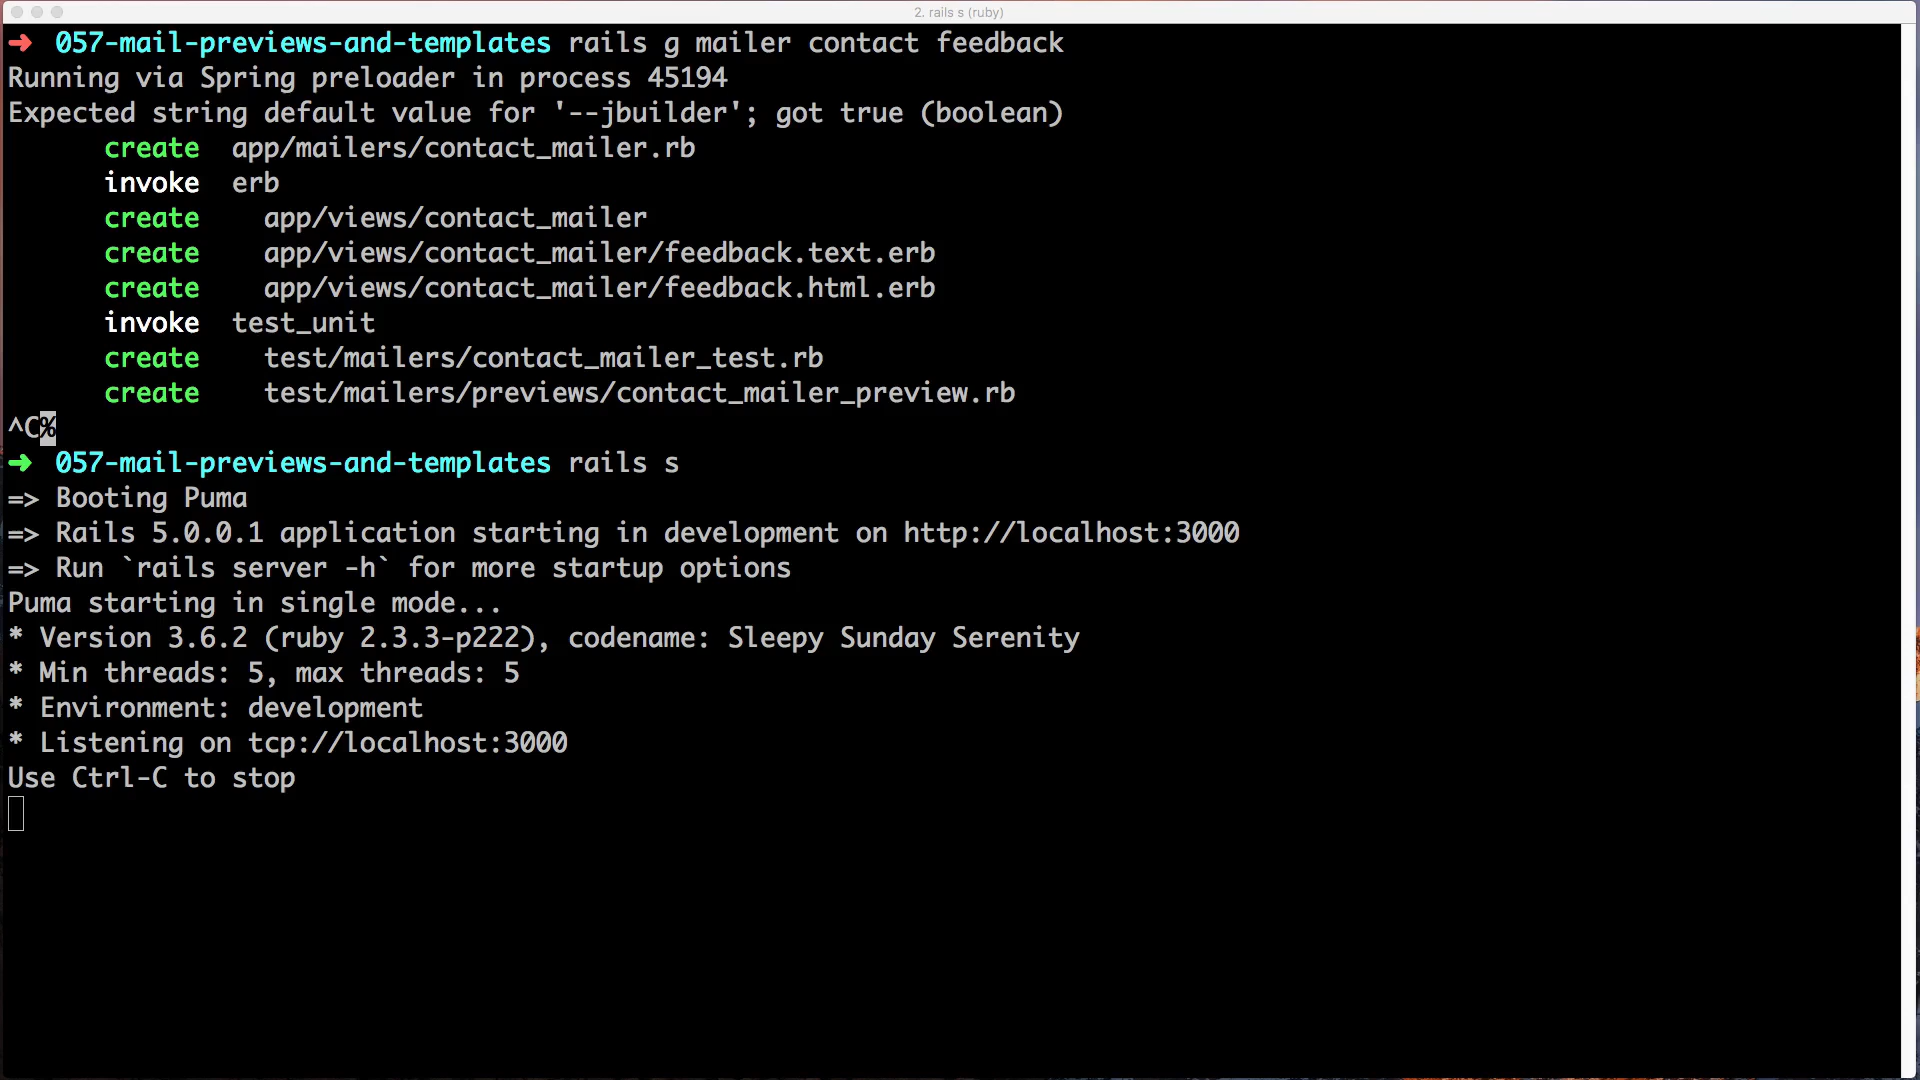 2. rails s (ruby)
➜ 057-mail-previews-and-templates rails g mailer contact feedback
Running via Spring preloader in process 45194
Expected string default value for '--jbuilder'; got true (boolean)
      create  app/mailers/contact_mailer.rb
      invoke  erb
      create    app/views/contact_mailer
      create    app/views/contact_mailer/feedback.text.erb
      create    app/views/contact_mailer/feedback.html.erb
      invoke  test_unit
      create    test/mailers/contact_mailer_test.rb
      create    test/mailers/previews/contact_mailer_preview.rb
^C%
➜ 057-mail-previews-and-templates rails s
=> Booting Puma
=> Rails 5.0.0.1 application starting in development on http://localhost:3000
=> Run `rails server -h` for more startup options
Puma starting in single mode...
* Version 3.6.2 (ruby 2.3.3-p222), codename: Sleepy Sunday Serenity
* Min threads: 5, max threads: 5
* Environment: development
* Listening on tcp://localhost:3000
Use Ctrl-C to stop